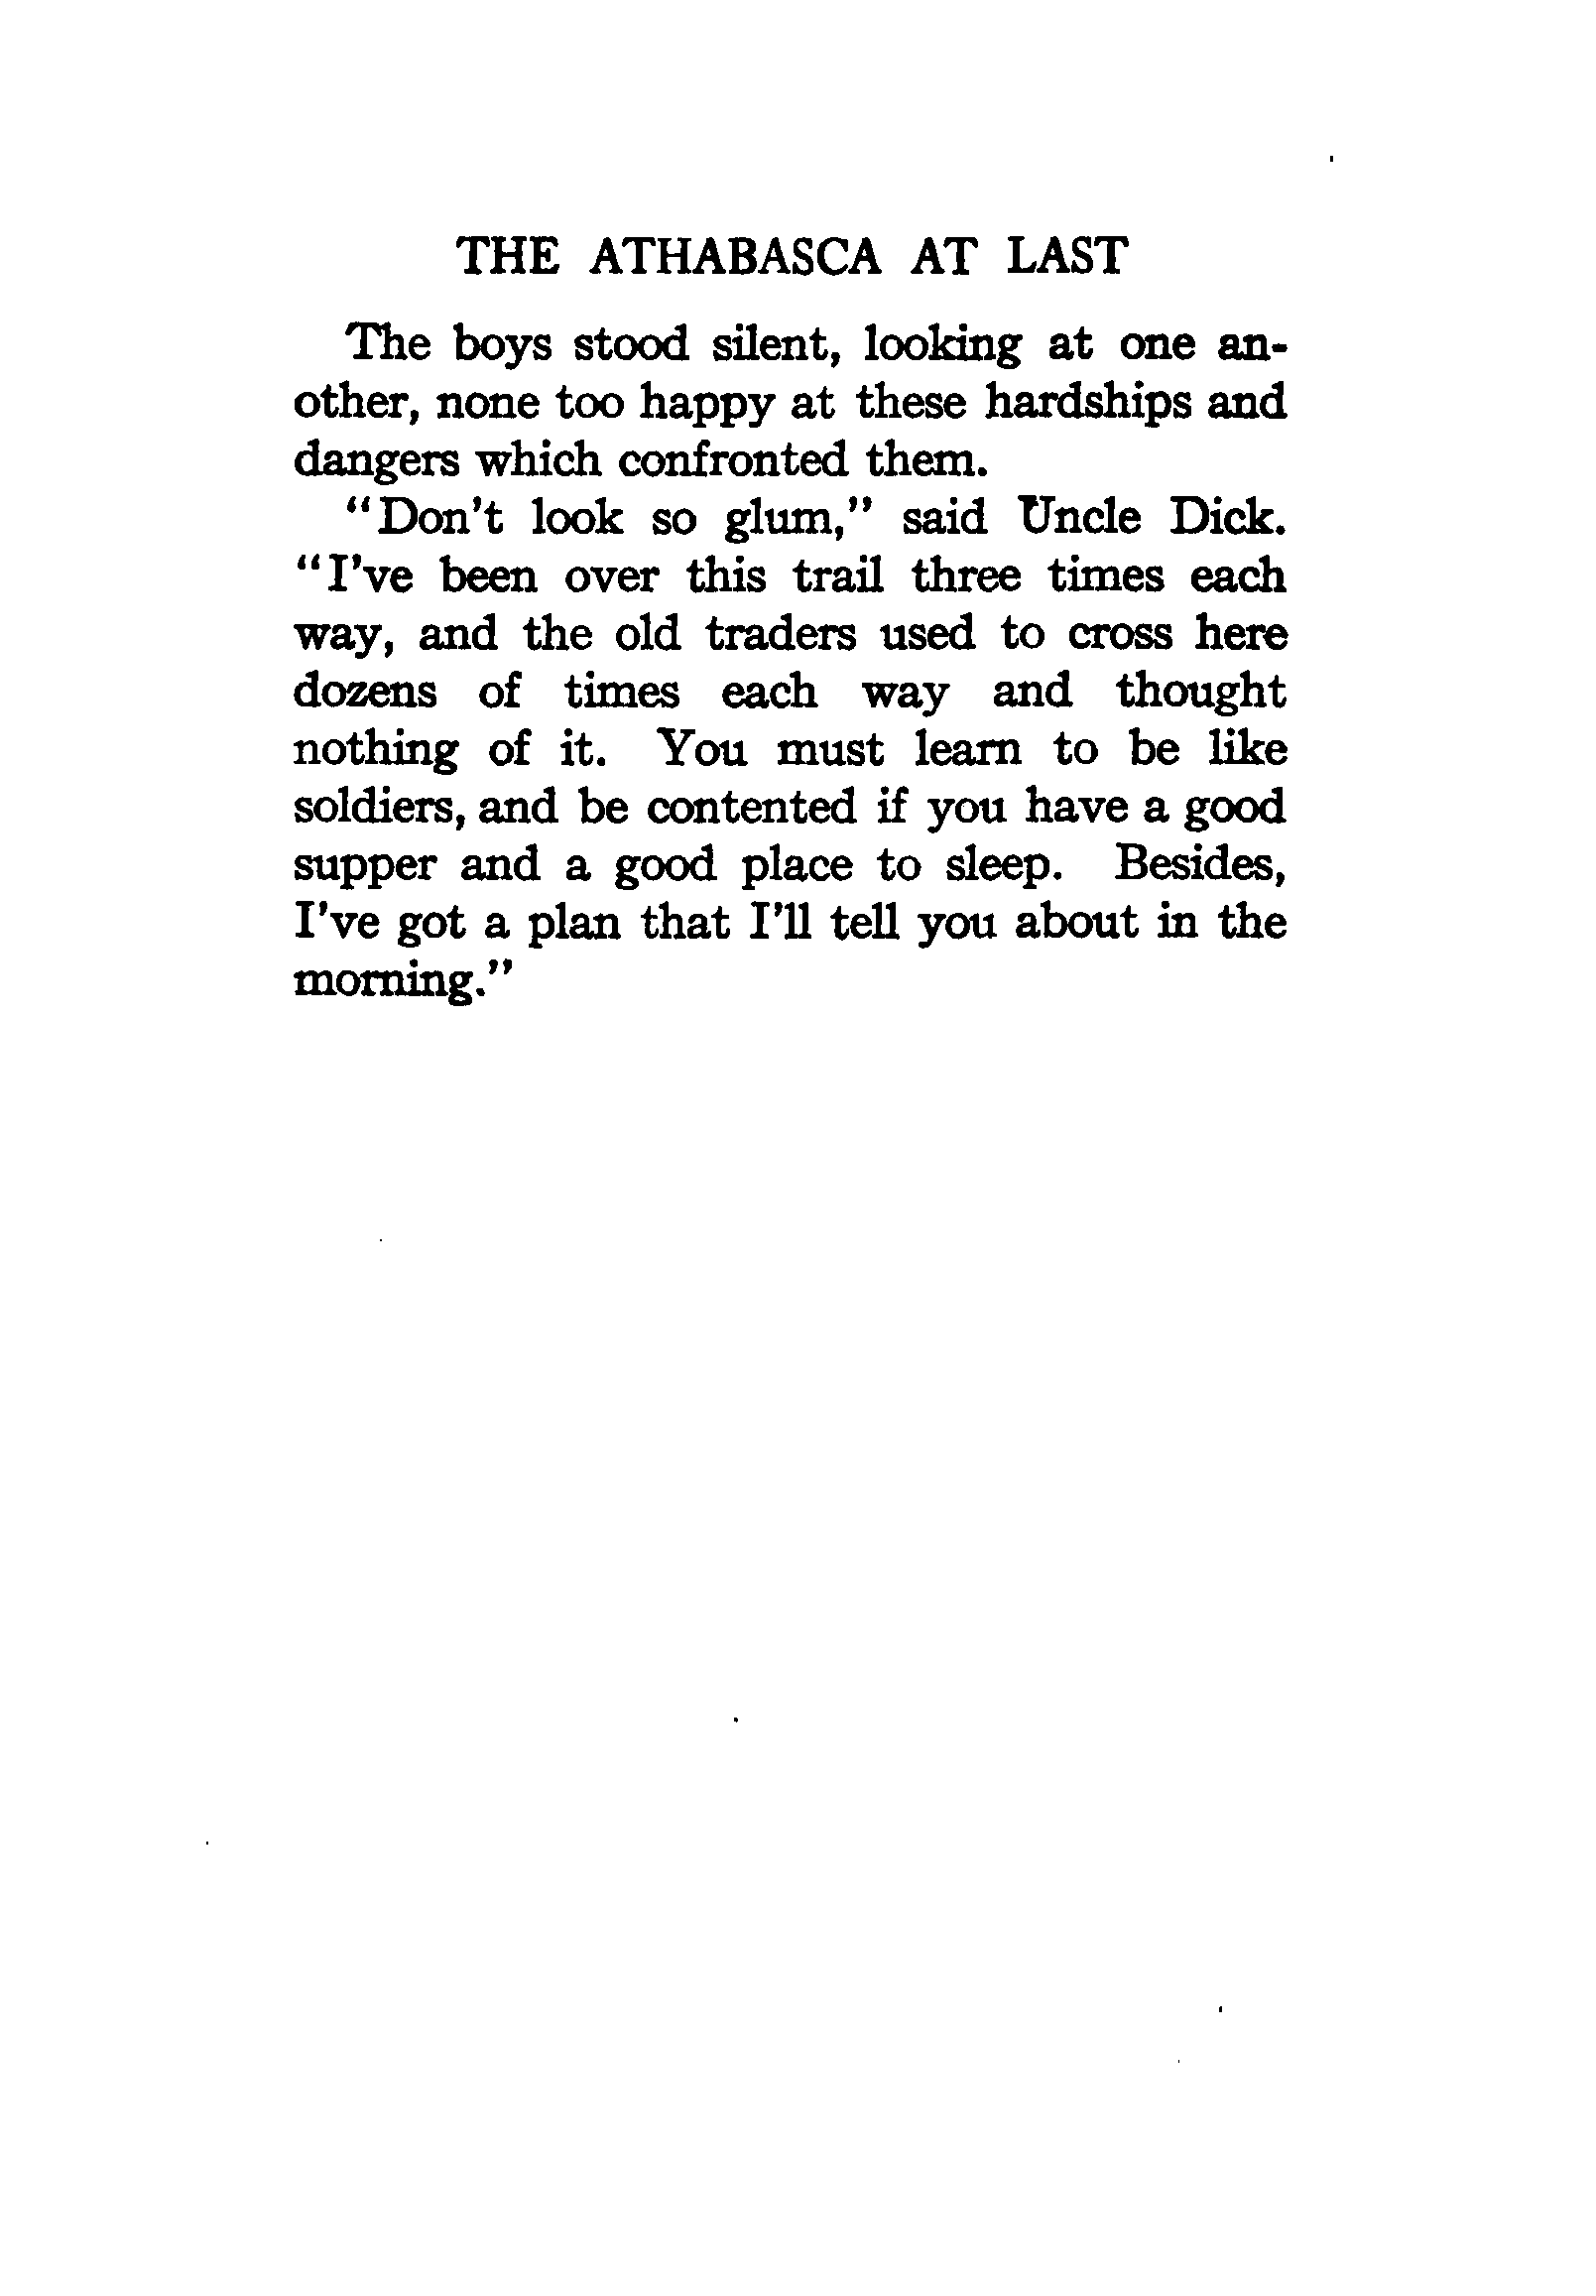 THE ATHABASCA AT LAST
The boys stood silent, looking at one an-
other, none too happy at these hardships and
dangers which confronted them.
"Don't look so glum," said Uncle Dick.
"I've been over this trail three times each
way, and the old traders used to cross here
dozens of times each way and thought
nothing of it. You must learn to be like
soldiers, and be contented if you have a good
supper and a good place to sleep. Besides,
I've got a plan that I'll tell you about in the
morning."